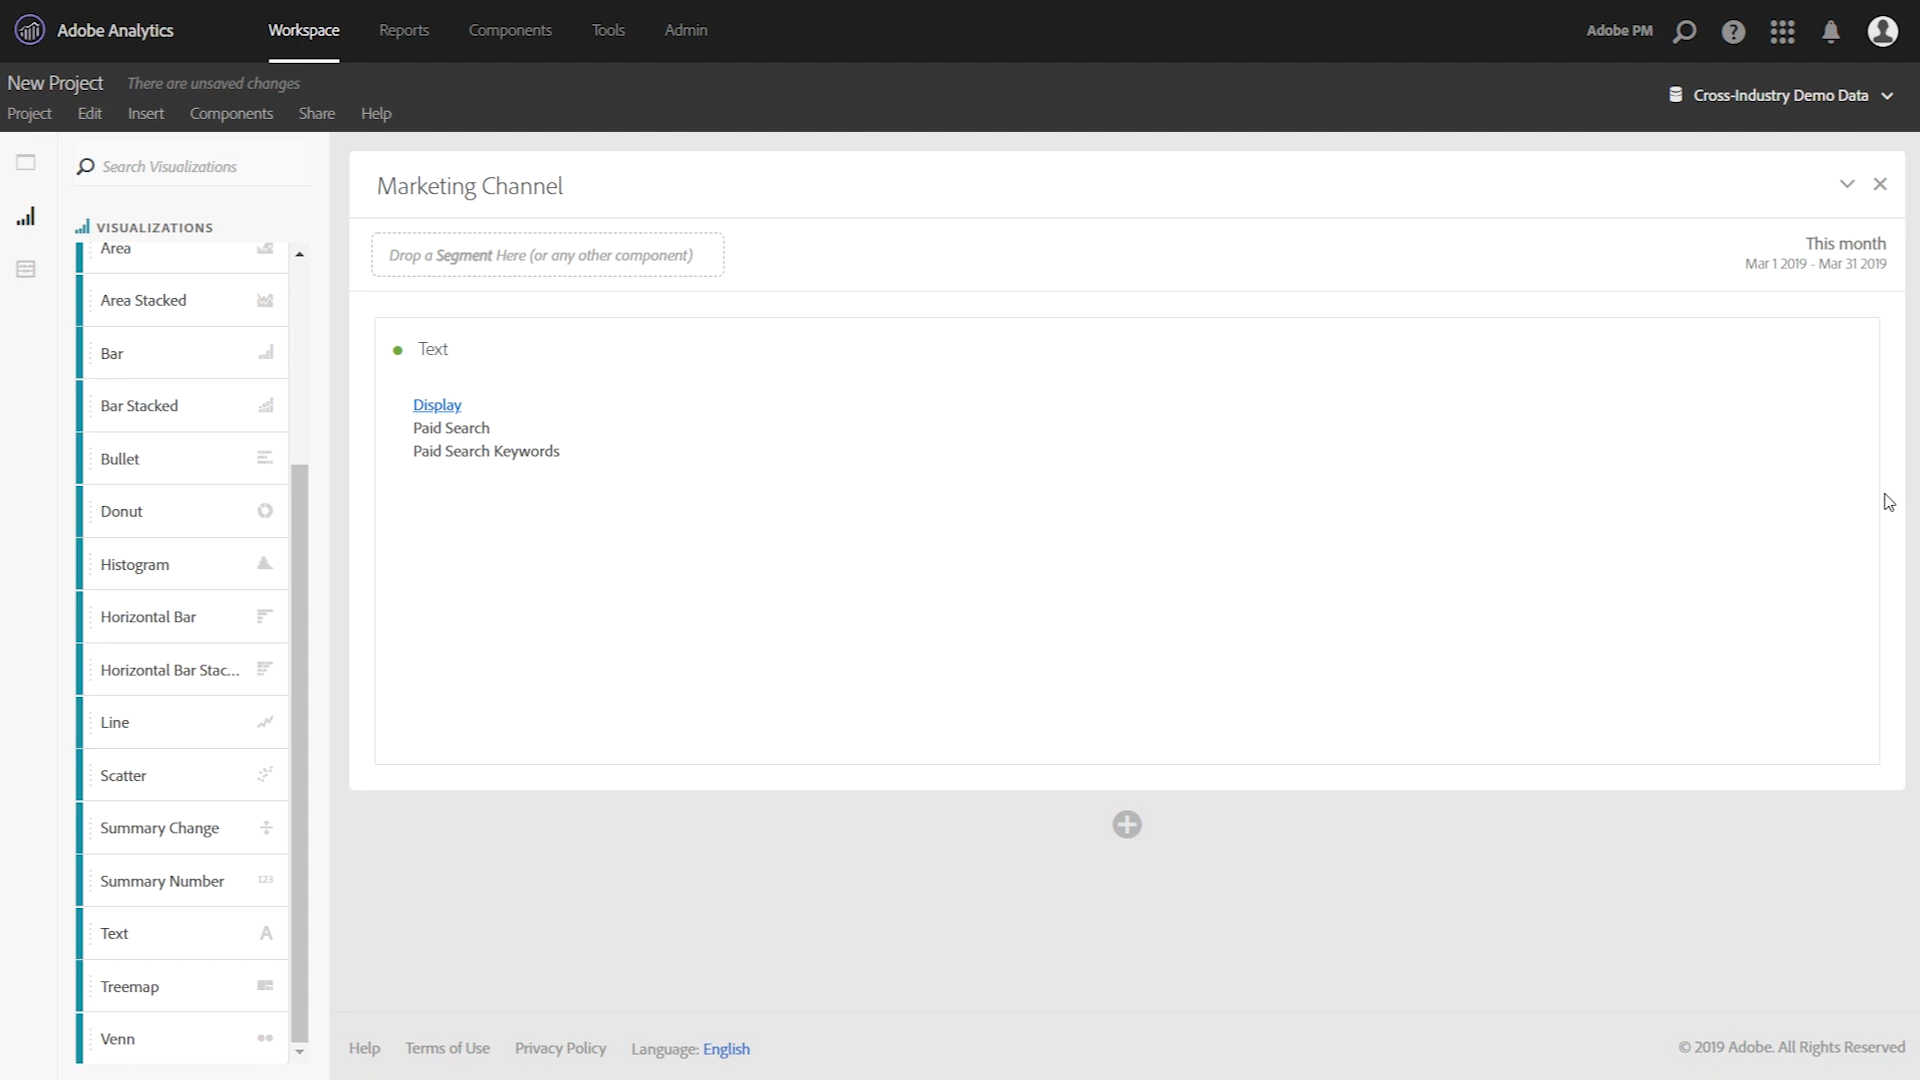 Adobe Analytics
Workspace
Reports
Components
Tools
Admin
Adobe PM
New Project
There are unsaved changes
Project
Edit
Insert
Components
Share
Help
Cross-Industry Demo Data
Search Visualizations
VISUALIZATIONS
Area
Area Stacked
Bar
Bar Stacked
Bullet
Donut
Histogram
Horizontal Bar
Horizontal Bar Stac...
Line
Scatter
Summary Change
Summary Number
123
Text
A
Treemap
Venn
Marketing Channel
Drop a Segment Here (or any other component)
This month
Mar 1 2019 - Mar 31 2019
Text
Display
Paid Search
Paid Search Keywords
Help
Terms of Use
Privacy Policy
Language: English
© 2019 Adobe. All Rights Reserved